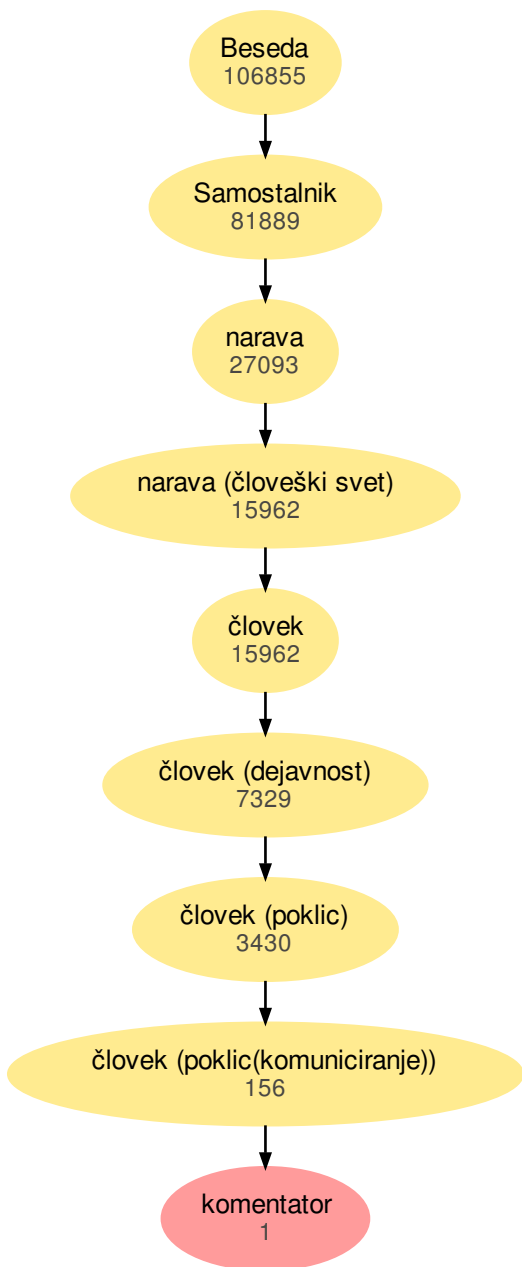 Beseda
106855
Samostalnik
81889
narava
27093
narava (človeški svet)
15962
človek
15962
človek (dejavnost)
7329
človek (poklic)
3430
človek (poklic(komuniciranje))
156
komentator
1